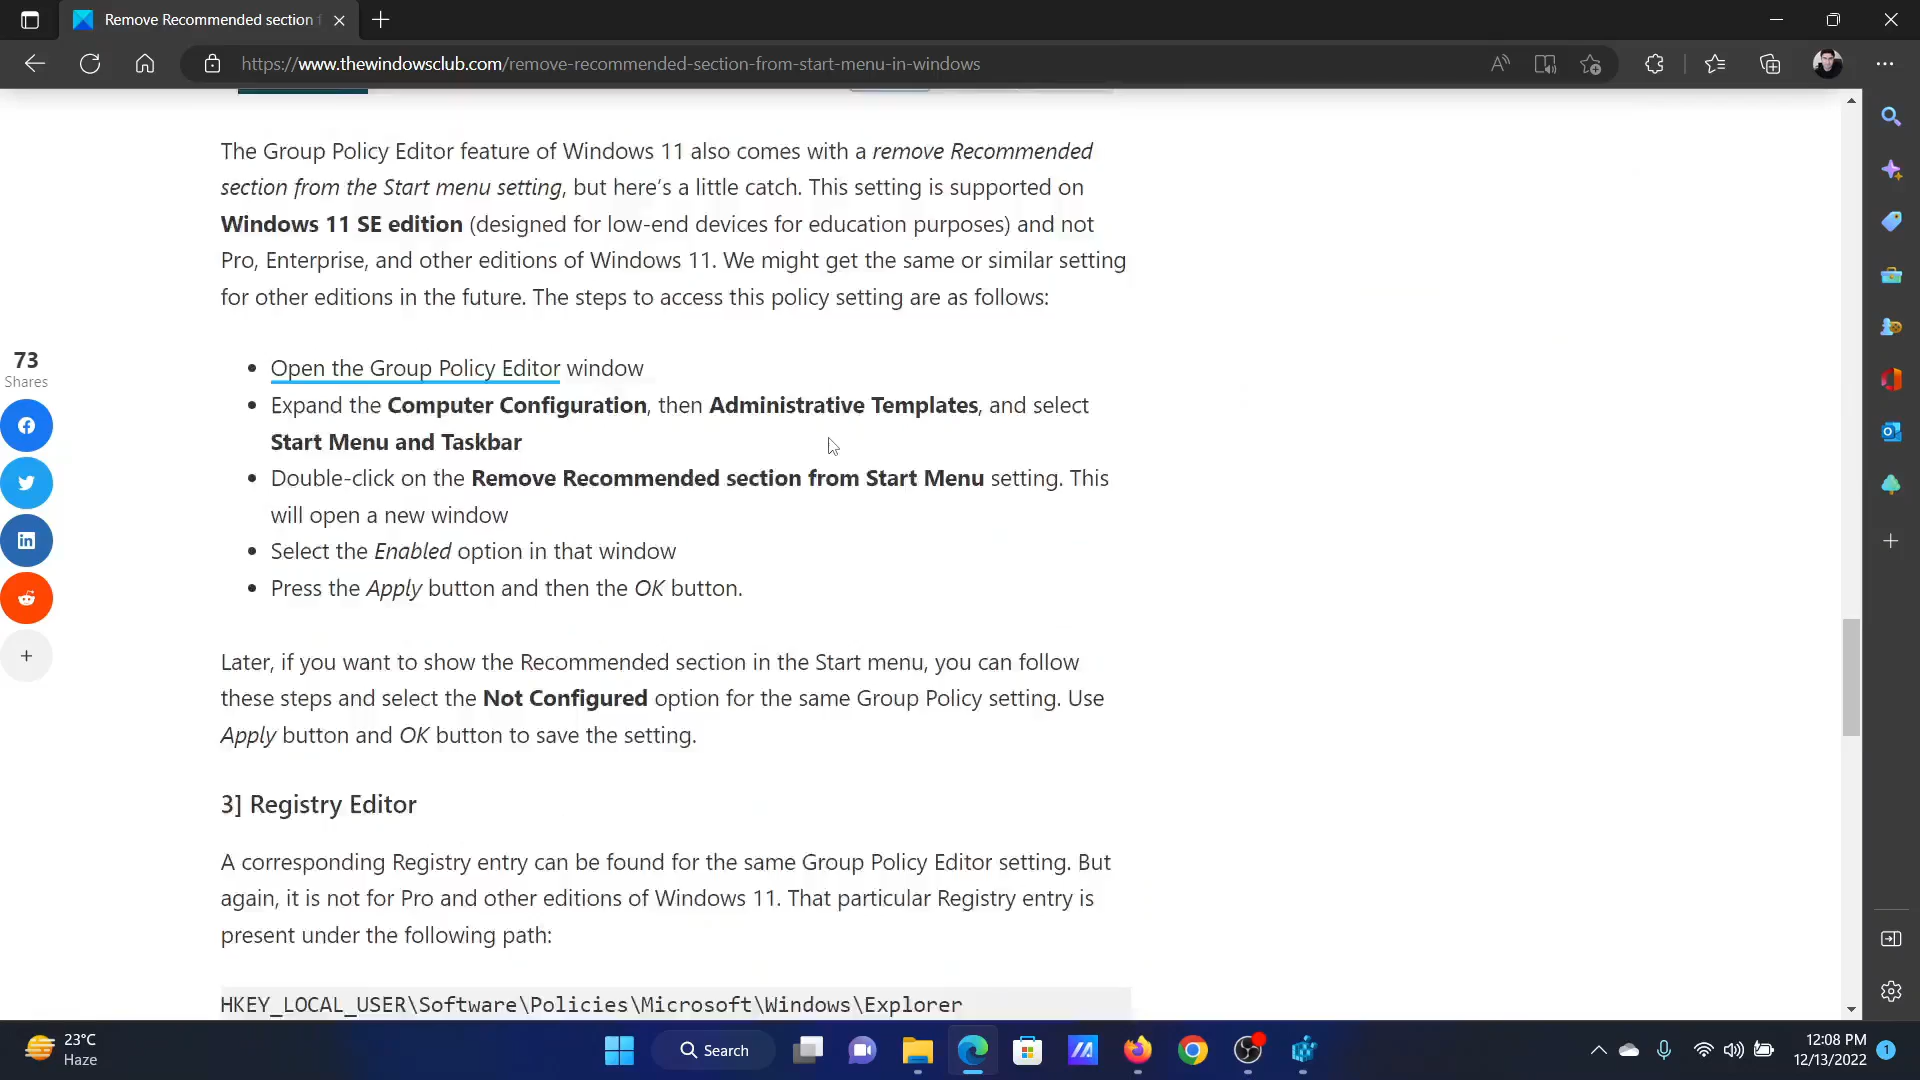 Remove Recommended section f
https://www.thewindowsclub.com/remove-recommended-section-from-start-menu-in-windows
The Group Policy Editor feature of Windows 11 also comes with a remove Recommended
section from the Start menu setting, but here's a little catch. This setting is supported on
Windows 11 SE edition (designed for low-end devices for education purposes) and not
Pro, Enterprise, and other editions of Windows 11. We might get the same or similar setting
for other editions in the future. The steps to access this policy setting are as follows:
73
Shares
• Open the Group Policy Editor window
• Expand the Computer Configuration, then Administrative Templates, and select
Start Menu and Taskbar
• Double-click on the Remove Recommended section from Start Menu setting. This
will open a new window
• Select the Enabled option in that window
• Press the Apply button and then the OK button.
Later, if you want to show the Recommended section in the Start menu, you can follow
these steps and select the Not Configured option for the same Group Policy setting. Use
Apply button and OK button to save the setting.
3] Registry Editor
A corresponding Registry entry can be found for the same Group Policy Editor setting. But
again, it is not for Pro and other editions of Windows 11. That particular Registry entry is
present under the following path:
HKEY_LOCAL_USER\Software\Policies\Microsoft\Windows\Explorer
23°C
Haze
Search
12:08 PM
12/13/2022
1